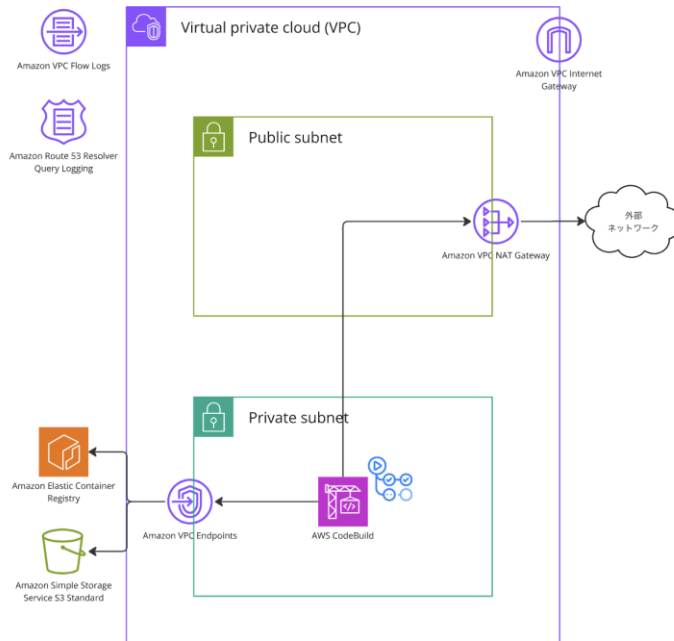 Virtual private cloud (VPC)
Amazon VPC Flow Logs
Amazon VPC Internet
Gateway
Amazon Route 53 Resolver
Query Logging
Public subnet
外部
ネットワーク
Amazon VPC NAT Gateway
Private subnet
Amazon Elastic Container
Registry
Amazon VPC Endpoints
AWS CodeBuild
Amazon Simple Storage
Service S3 Standard